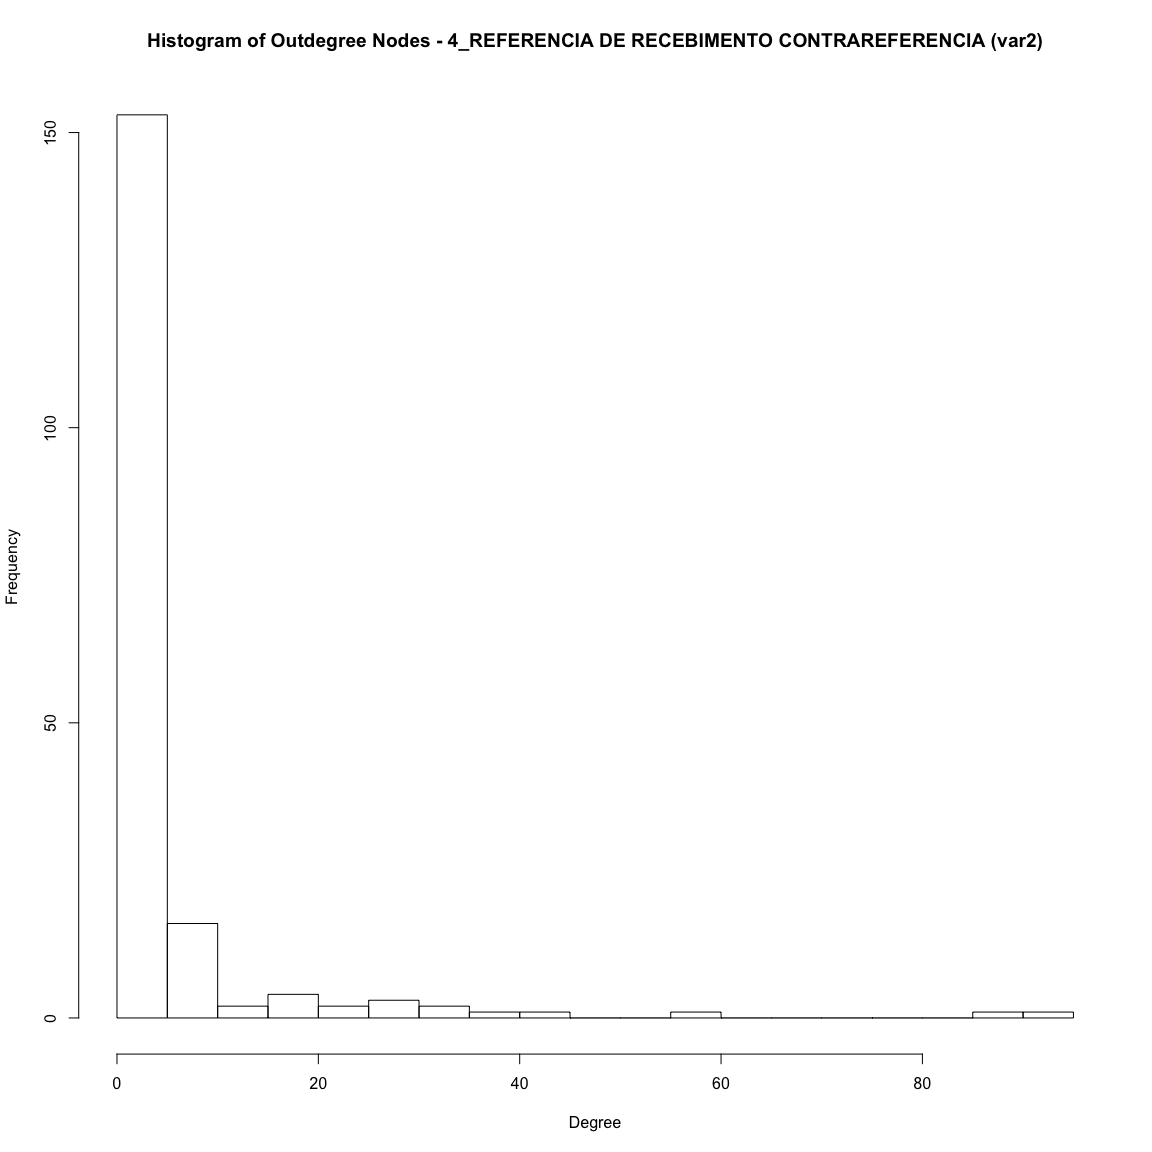 Histogram of Outdegree Nodes - 4_REFERENCIA DE RECEBIMENTO CONTRAREFERENCIA (var2)
Frequency
150
100
50
0
0 20 40 60 80
Degree